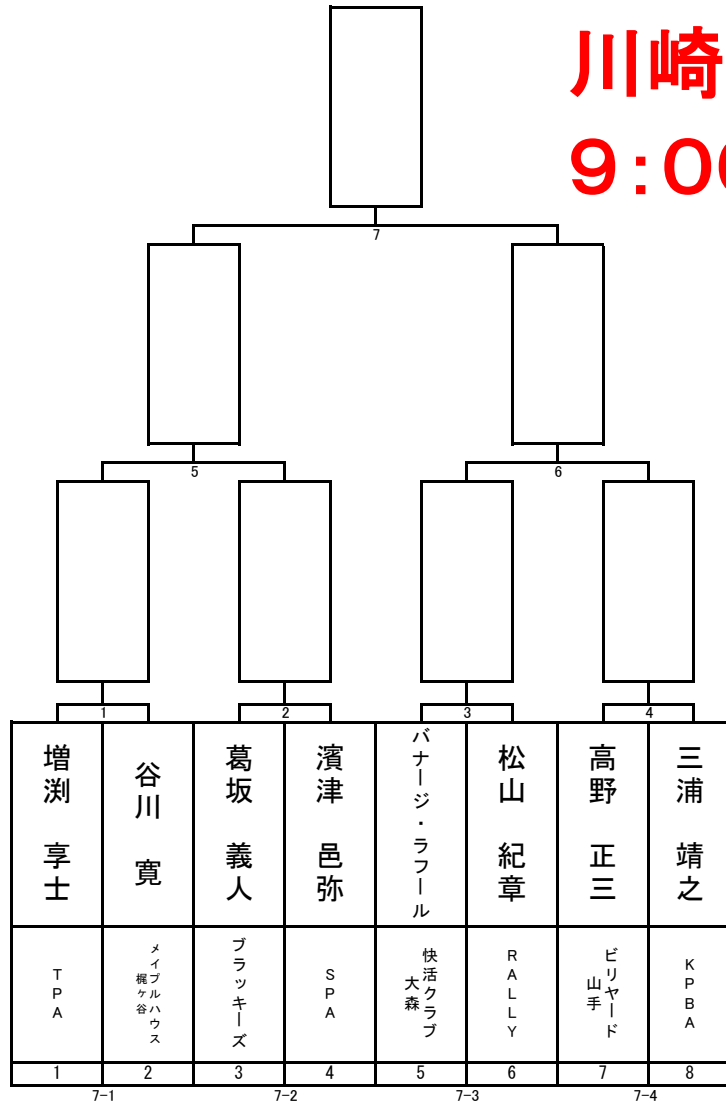 川崎
9:00
7
5
6
1
2
3
4
増渕 享士
谷川 寛
葛坂 義人
濱津 邑弥
バナージ・ラフール
松山 紀章
高野 正三
三浦 靖之
TPA
メイプルハウス
梶ヶ谷
ブラッキーズ
SPA
快活クラブ
大森
RALLY
ビリヤード
山手
KPBA
1
2
3
4
5
6
7
8
7-1
7-2
7-3
7-4